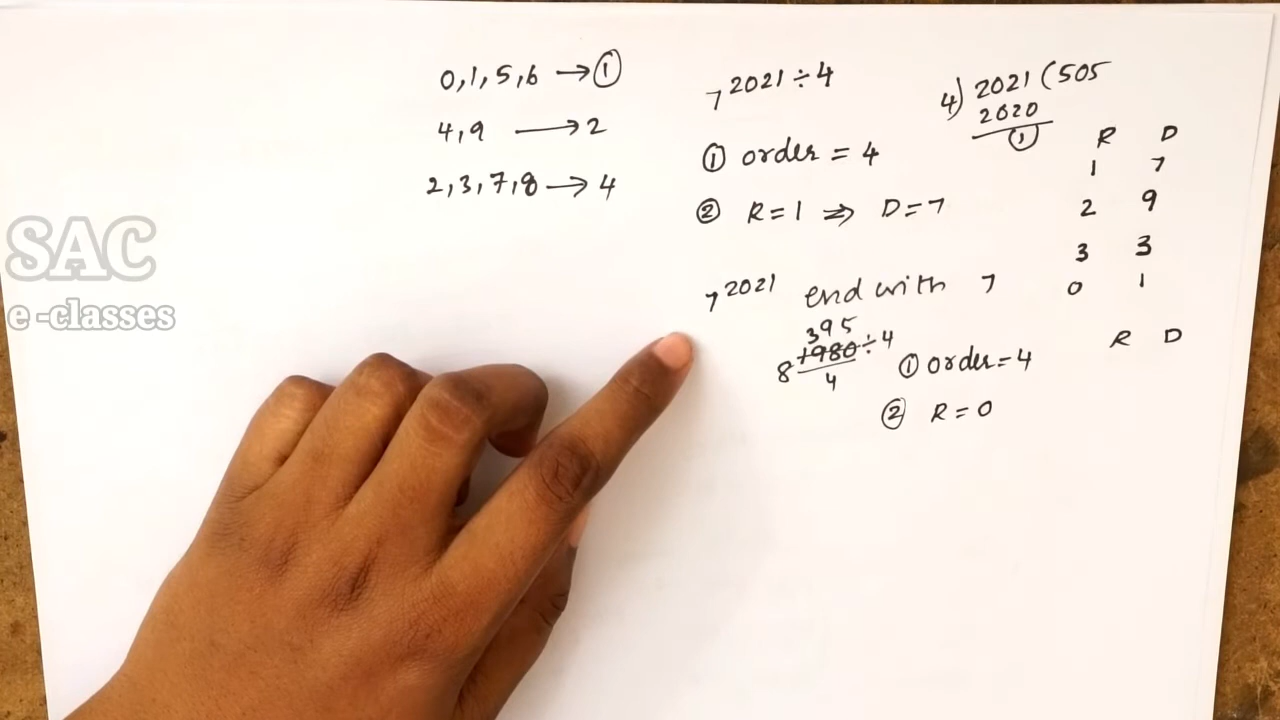 0,1,5,6 → 1
4,9 → 2
2,3,7,8 → 4
SAC
e-classes
7^2021 ÷ 4
① order = 4
② R = 1 ⇒ D = 7
7^2021 end with 7
395
8^1980 ÷ 4
4
① order = 4
② R = 0
4) 2021 (505
2020
1
R D
1 7
2 9
3 3
0 1
R D